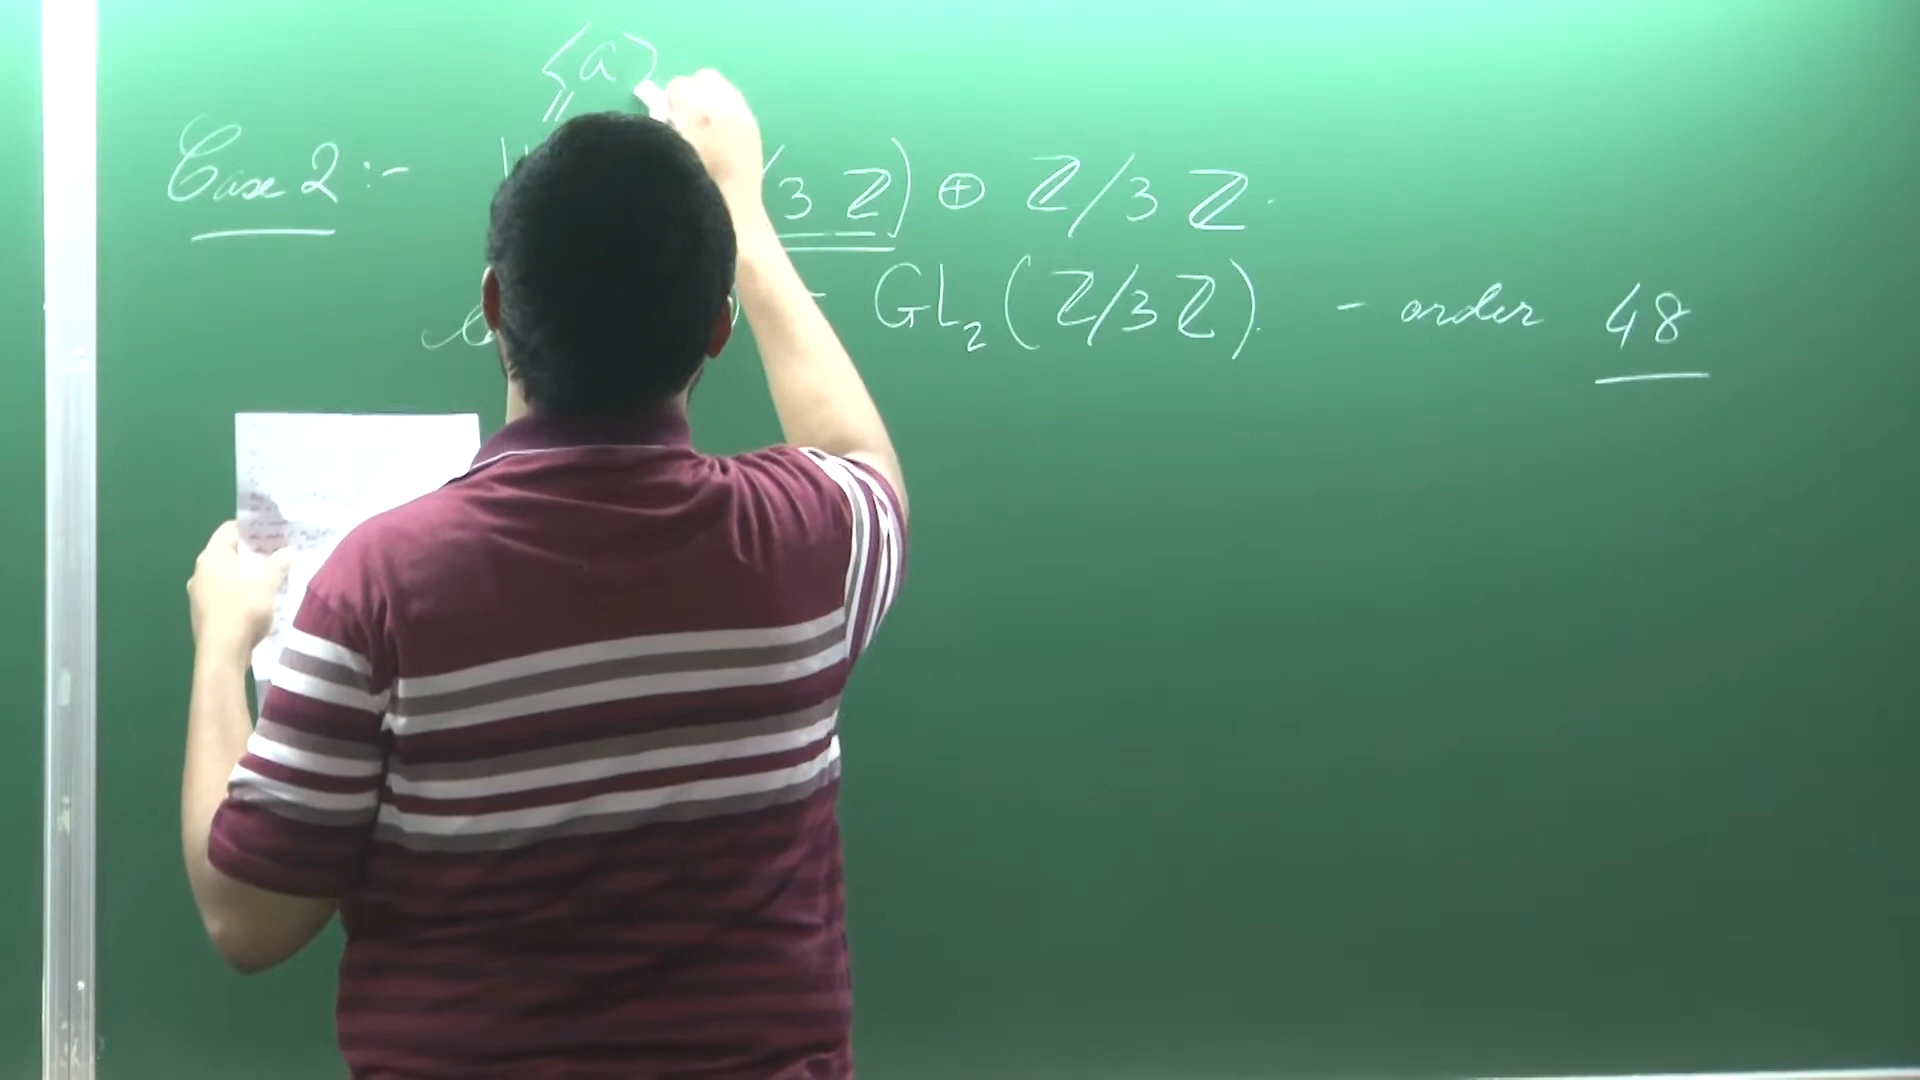 ⟨a⟩
||
Case 2 :- /3 ℤ) ⊕ ℤ/3 ℤ.
) - GL₂(ℤ/3ℤ). - order 48